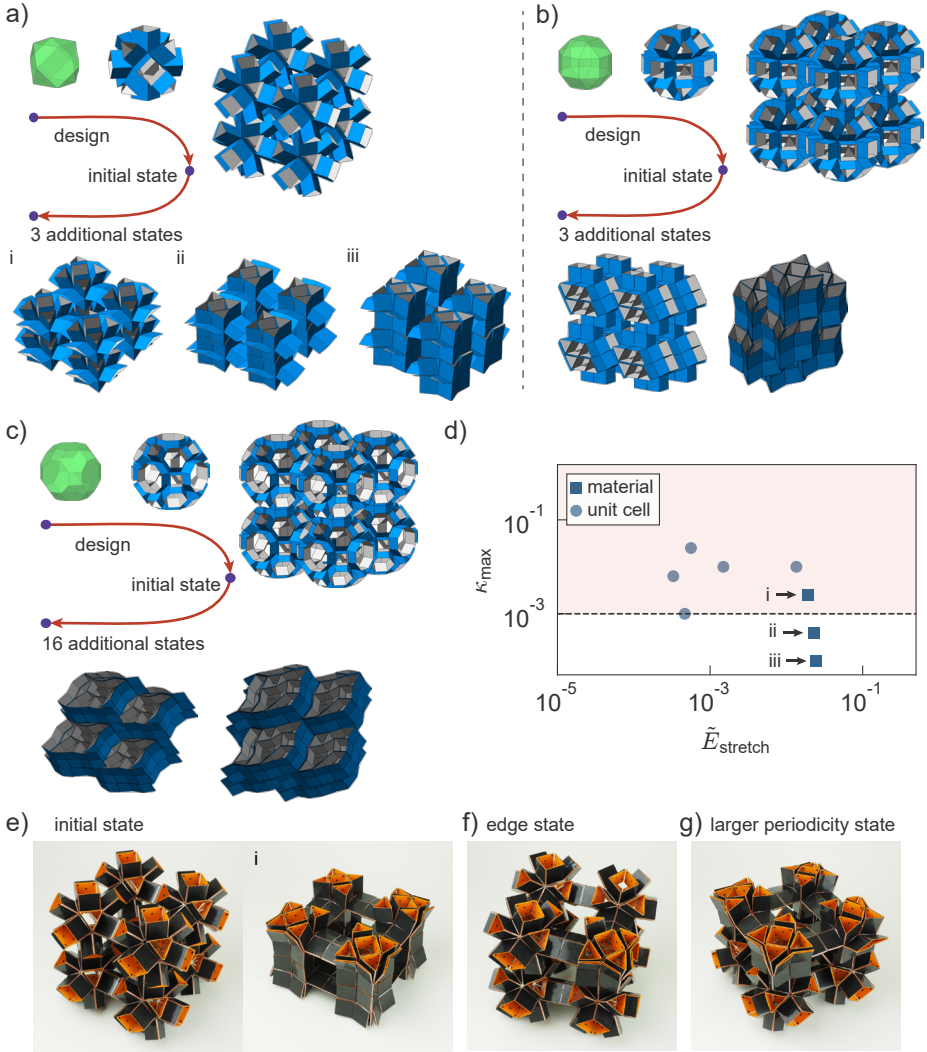 a)
design
initial state
3 additional states
i
ii
iii
b)
design
initial state
3 additional states
c)
design
initial state
16 additional states
d)
material
unit cell
10⁻¹
10⁻³
κmax
i
ii
iii
10⁻⁵
10⁻³
10⁻¹
Ẽstretch
e) initial state
i
f) edge state
g) larger periodicity state